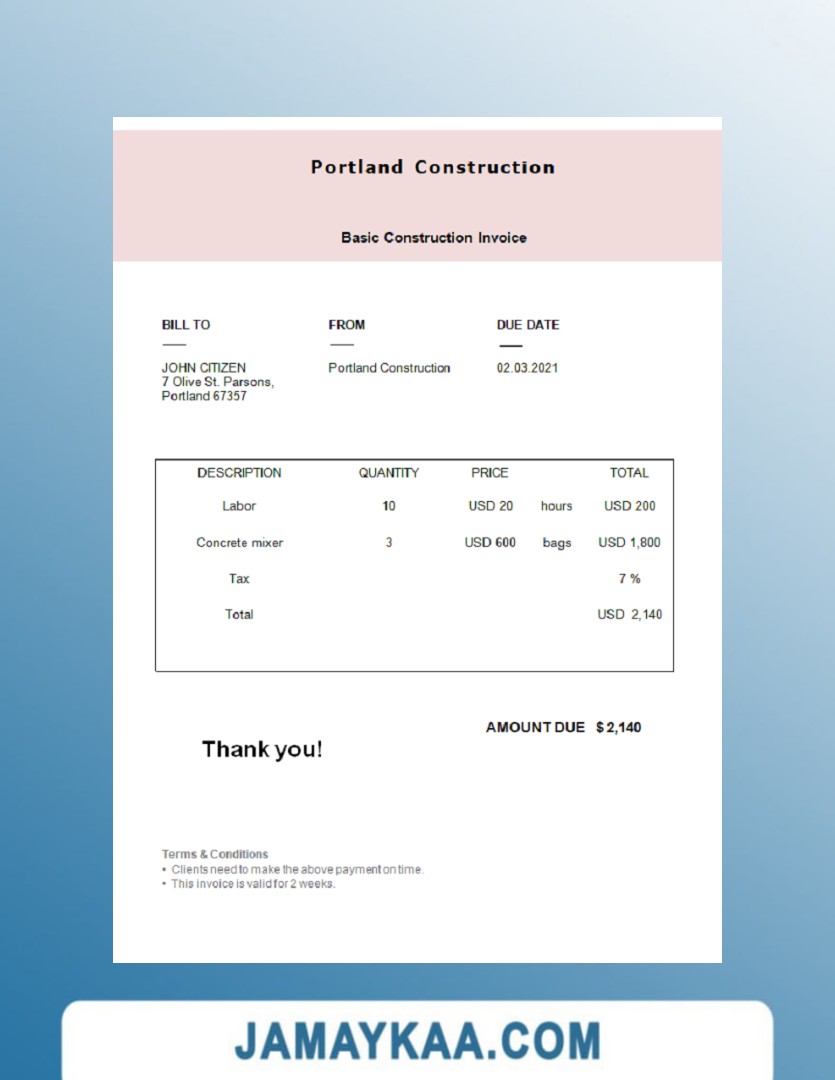 Portland Construction
Basic Construction Invoice
BILL TO FROM DUE DATE
JOHN CITIZEN Portland Construction 02.03.2021
7 Olive St. Parsons,
Portland 67357
DESCRIPTION QUANTITY PRICE TOTAL
Labor 10 USD 20 hours USD 200
Concrete mixer 3 USD 600 bags USD 1,800
Tax 7 %
Total USD 2,140
AMOUNT DUE $ 2,140
Thank you!
Terms & Conditions
• Clients need to make the above payment on time.
• This invoice is valid for 2 weeks.
JAMAYKAA.COM